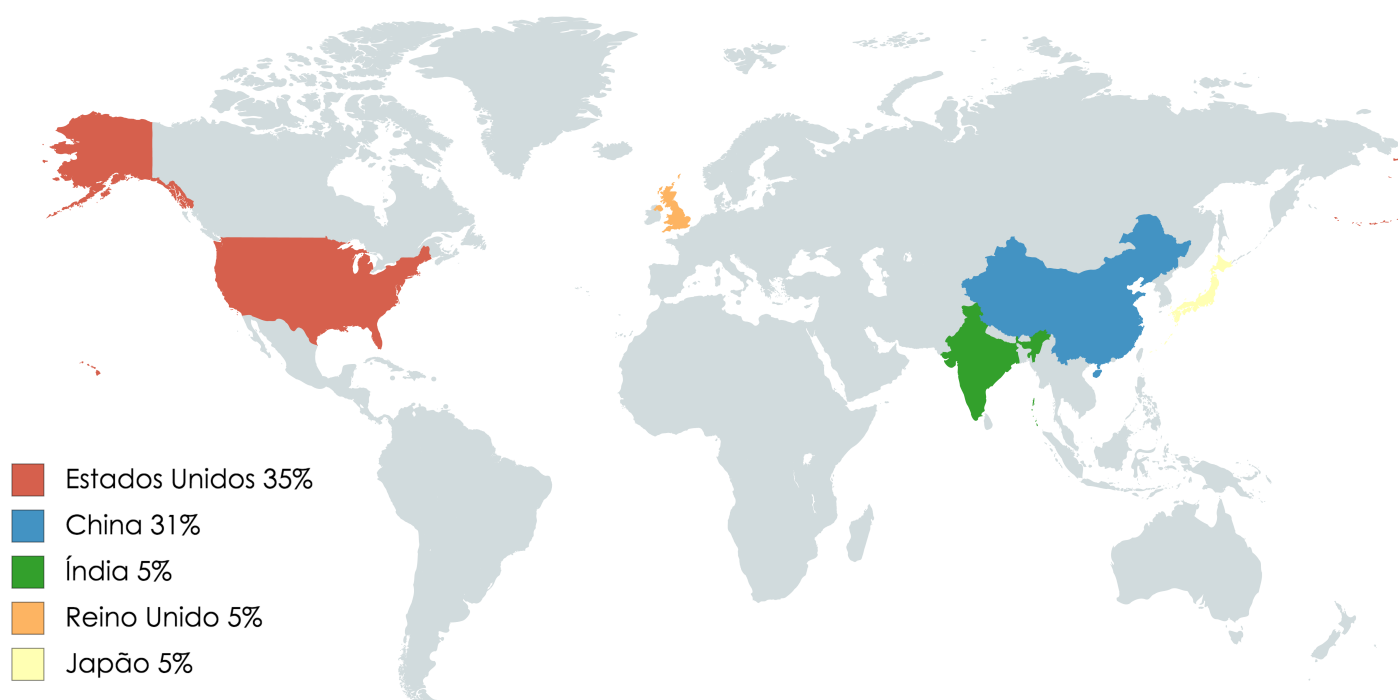 Estados Unidos 35%
China 31%
Índia 5%
Reino Unido 5%
Japão 5%